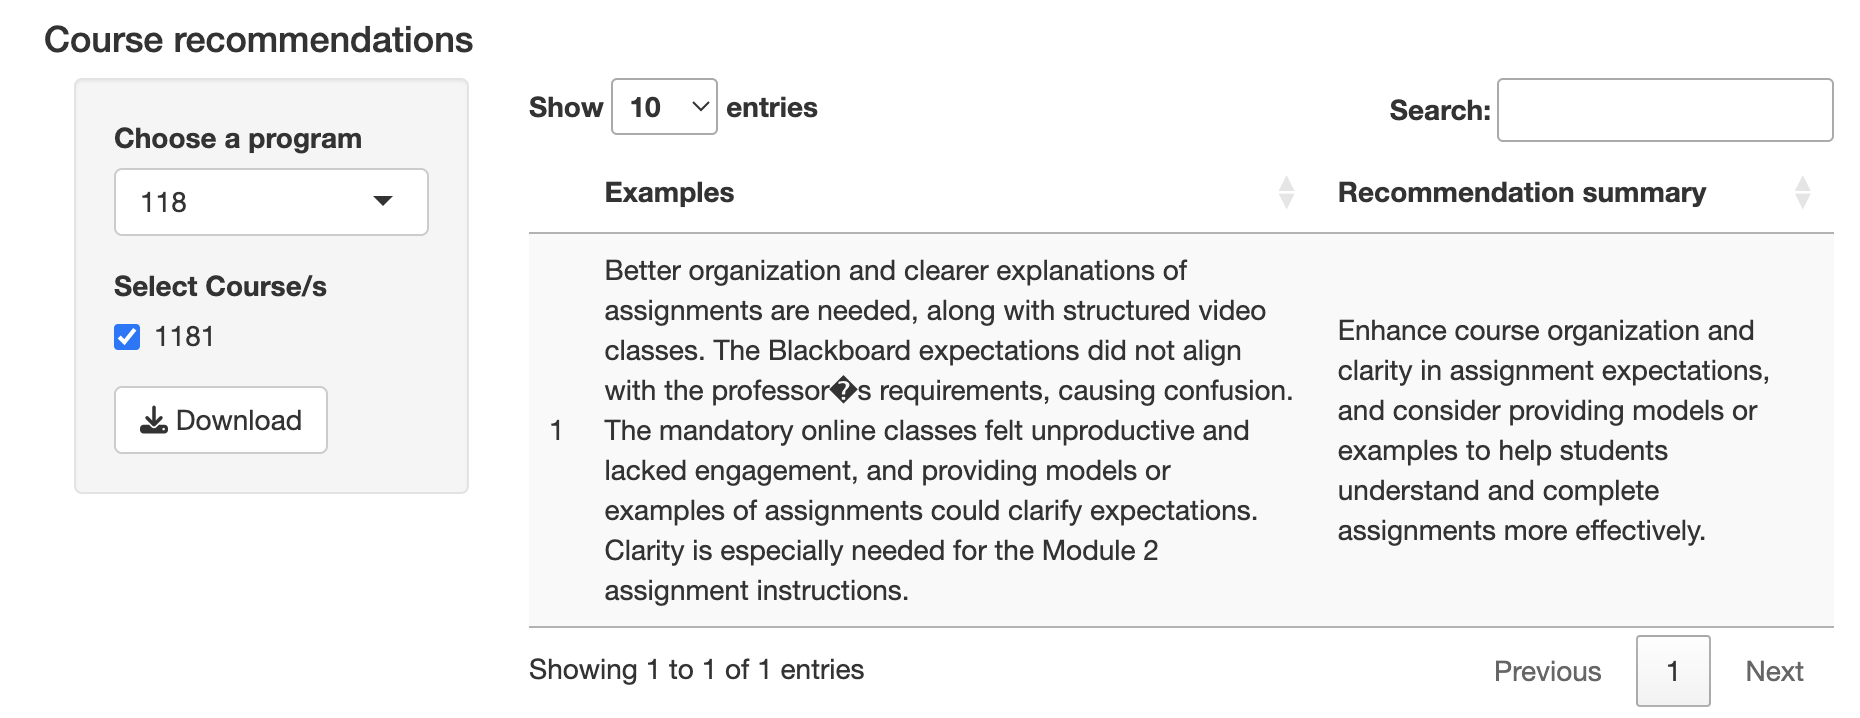 Course recommendations
Choose a program
118
Select Course/s
1181
Download
Show 10 entries
Search:
Examples
Recommendation summary
1
Better organization and clearer explanations of
assignments are needed, along with structured video
classes. The Blackboard expectations did not align
with the professor�s requirements, causing confusion.
The mandatory online classes felt unproductive and
lacked engagement, and providing models or
examples of assignments could clarify expectations.
Clarity is especially needed for the Module 2
assignment instructions.
Enhance course organization and
clarity in assignment expectations,
and consider providing models or
examples to help students
understand and complete
assignments more effectively.
Showing 1 to 1 of 1 entries
Previous 1 Next